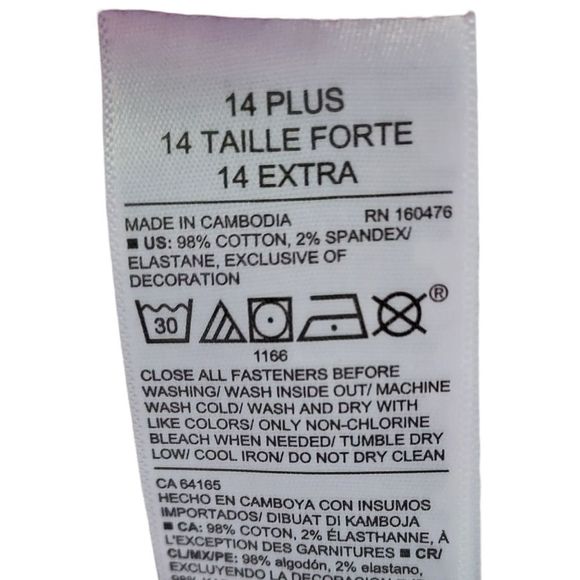 14 PLUS
14 TAILLE FORTE
14 EXTRA
MADE IN CAMBODIA RN 160476
■ US: 98% COTTON, 2% SPANDEX/
ELASTANE, EXCLUSIVE OF
DECORATION
30 ®
1166
CLOSE ALL FASTENERS BEFORE
WASHING/ WASH INSIDE OUT/ MACHINE
WASH COLD/ WASH AND DRY WITH
LIKE COLORS/ ONLY NON-CHLORINE
BLEACH WHEN NEEDED/ TUMBLE DRY
LOW/ COOL IRON/ DO NOT DRY CLEAN
CA 64165
HECHO EN CAMBOYA CON INSUMOS
IMPORTADOS/ DIBUAT DI KAMBOJA
■ CA: 98% COTON, 2% ÉLASTHANNE, À
L'EXCEPTION DES GARNITURES ■ CR/
CL/MX/PE: 98% algodón, 2% elastano,
EXCLUYENDO LA DECORACION
98%